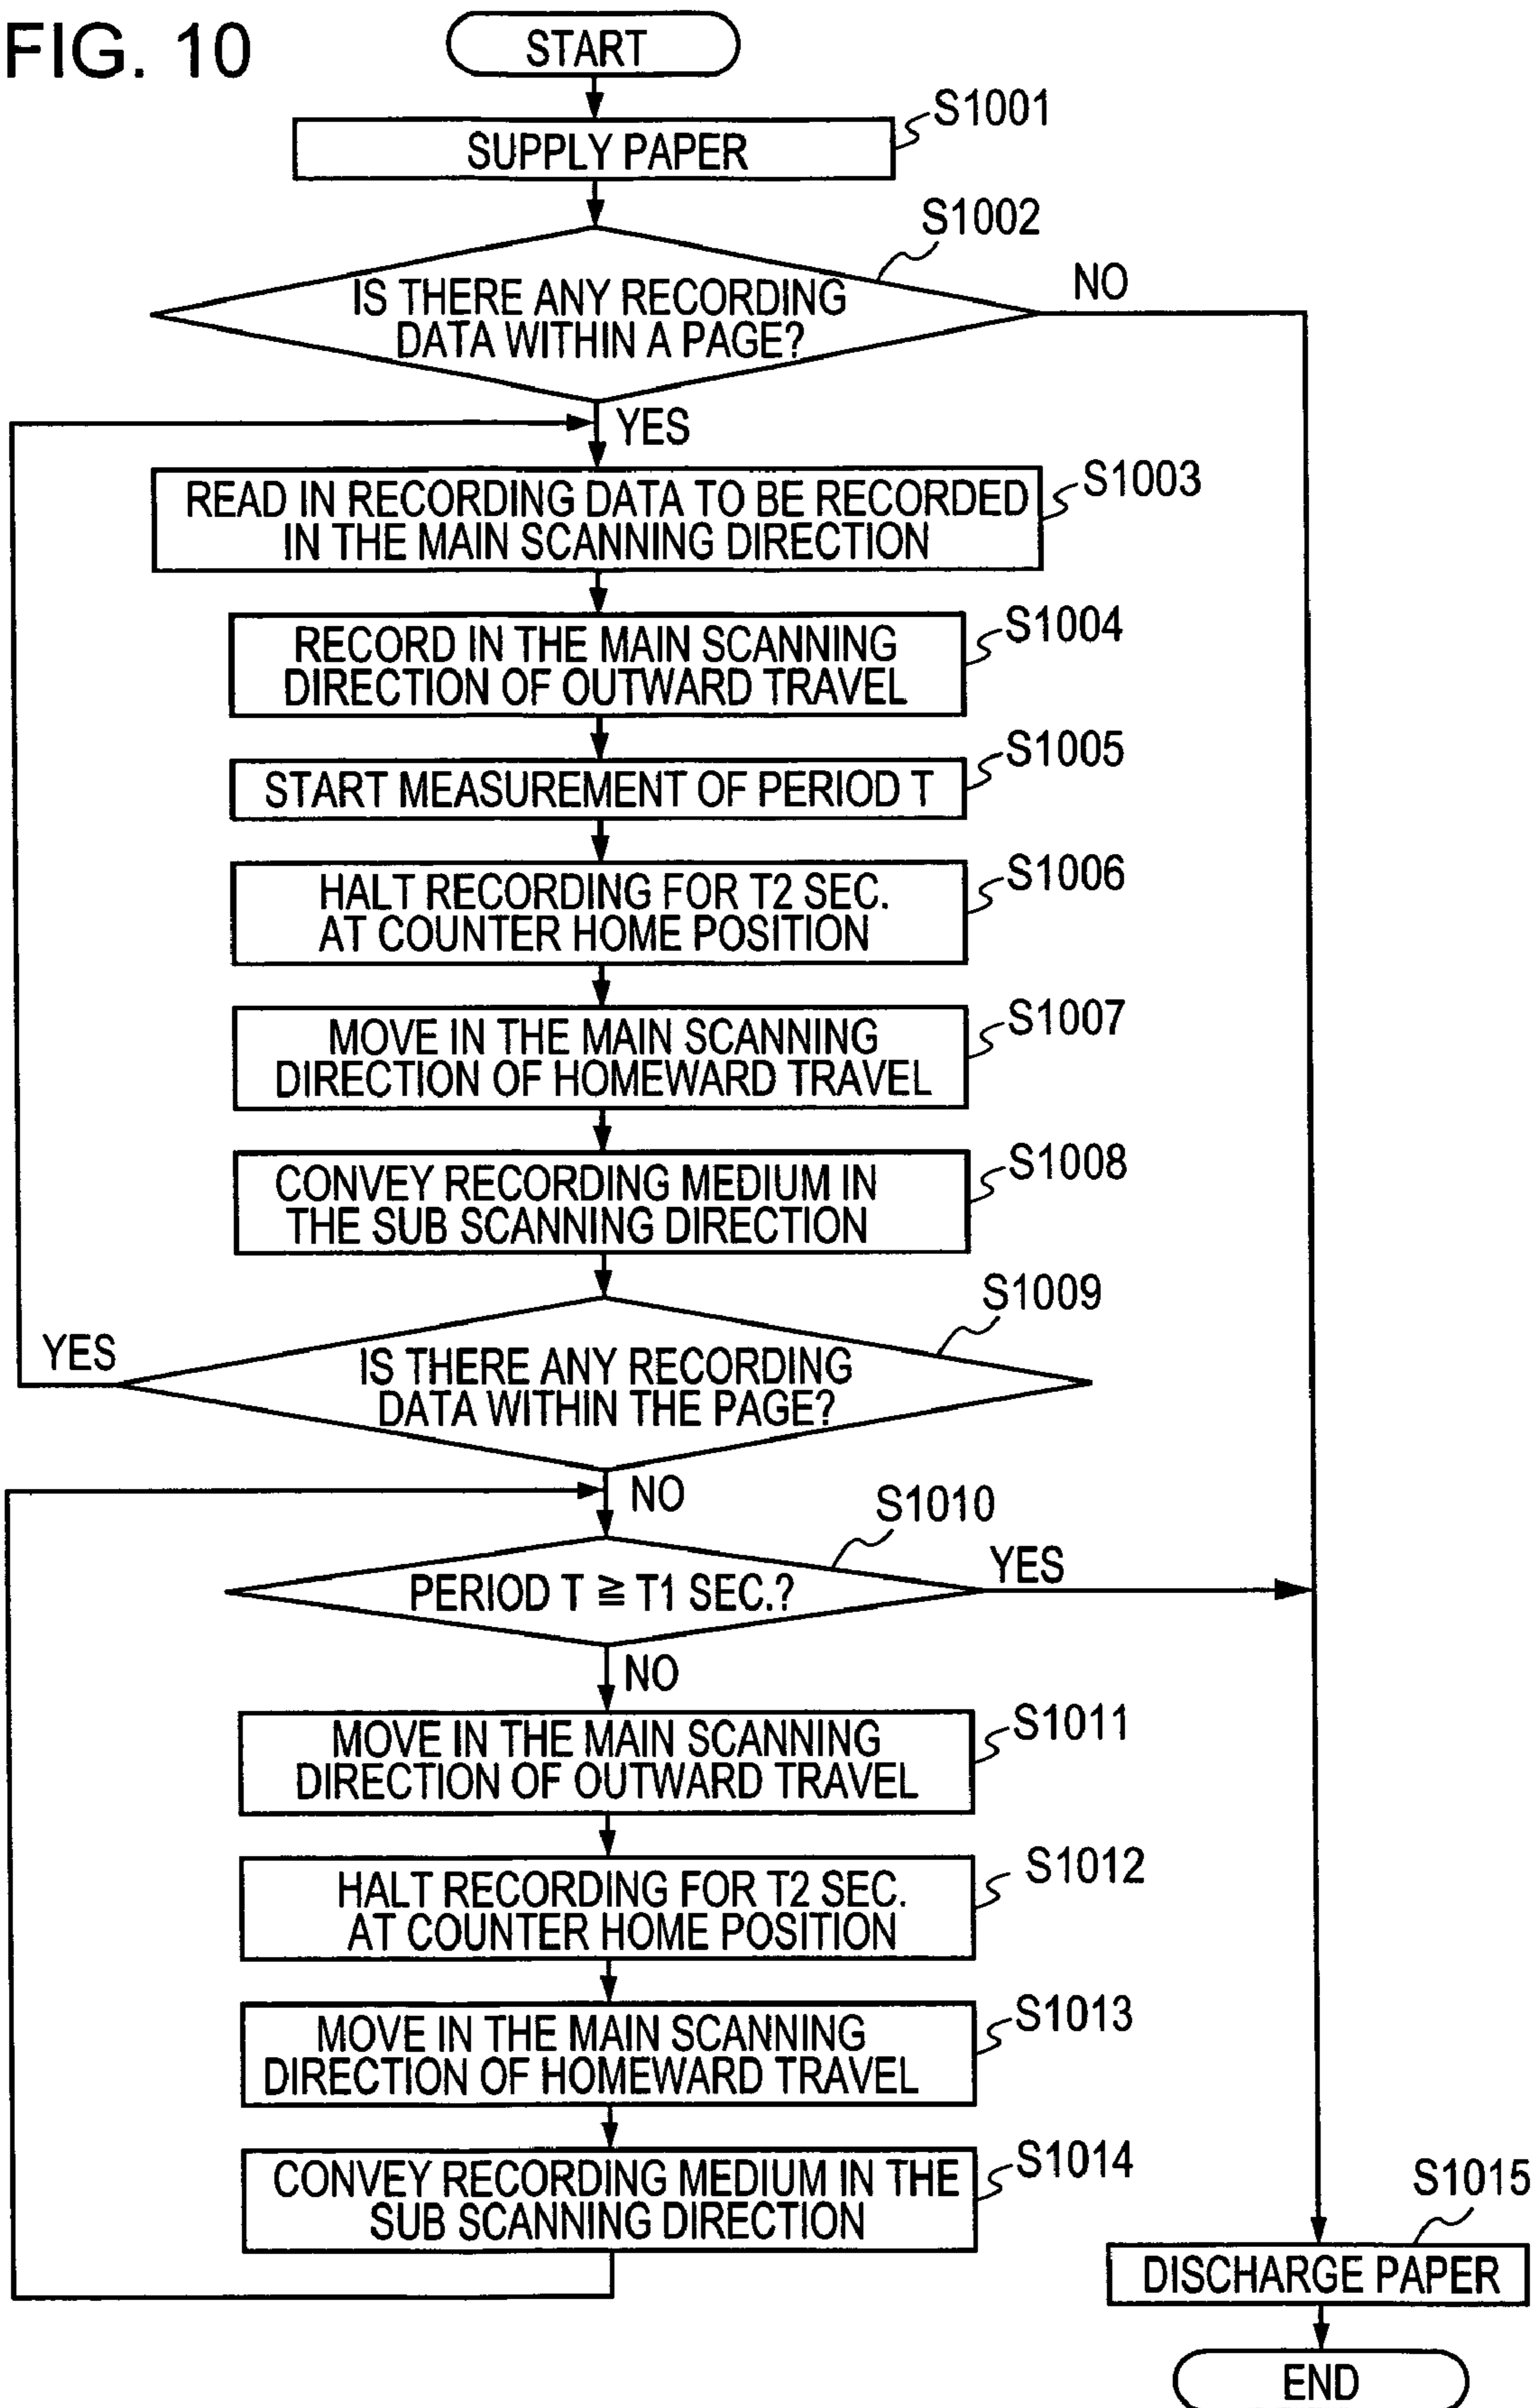 FIG. 10
START
S1001
SUPPLY PAPER
S1002
IS THERE ANY RECORDING
DATA WITHIN A PAGE?
NO
YES
S1003
READ IN RECORDING DATA TO BE RECORDED
IN THE MAIN SCANNING DIRECTION
S1004
RECORD IN THE MAIN SCANNING
DIRECTION OF OUTWARD TRAVEL
S1005
START MEASUREMENT OF PERIOD T
S1006
HALT RECORDING FOR T2 SEC.
AT COUNTER HOME POSITION
S1007
MOVE IN THE MAIN SCANNING
DIRECTION OF HOMEWARD TRAVEL
S1008
CONVEY RECORDING MEDIUM IN
THE SUB SCANNING DIRECTION
S1009
YES
IS THERE ANY RECORDING
DATA WITHIN THE PAGE?
NO
S1010
YES
PERIOD T ≧ T1 SEC.?
NO
S1011
MOVE IN THE MAIN SCANNING
DIRECTION OF OUTWARD TRAVEL
S1012
HALT RECORDING FOR T2 SEC.
AT COUNTER HOME POSITION
S1013
MOVE IN THE MAIN SCANNING
DIRECTION OF HOMEWARD TRAVEL
S1014
CONVEY RECORDING MEDIUM IN THE
SUB SCANNING DIRECTION
S1015
DISCHARGE PAPER
END